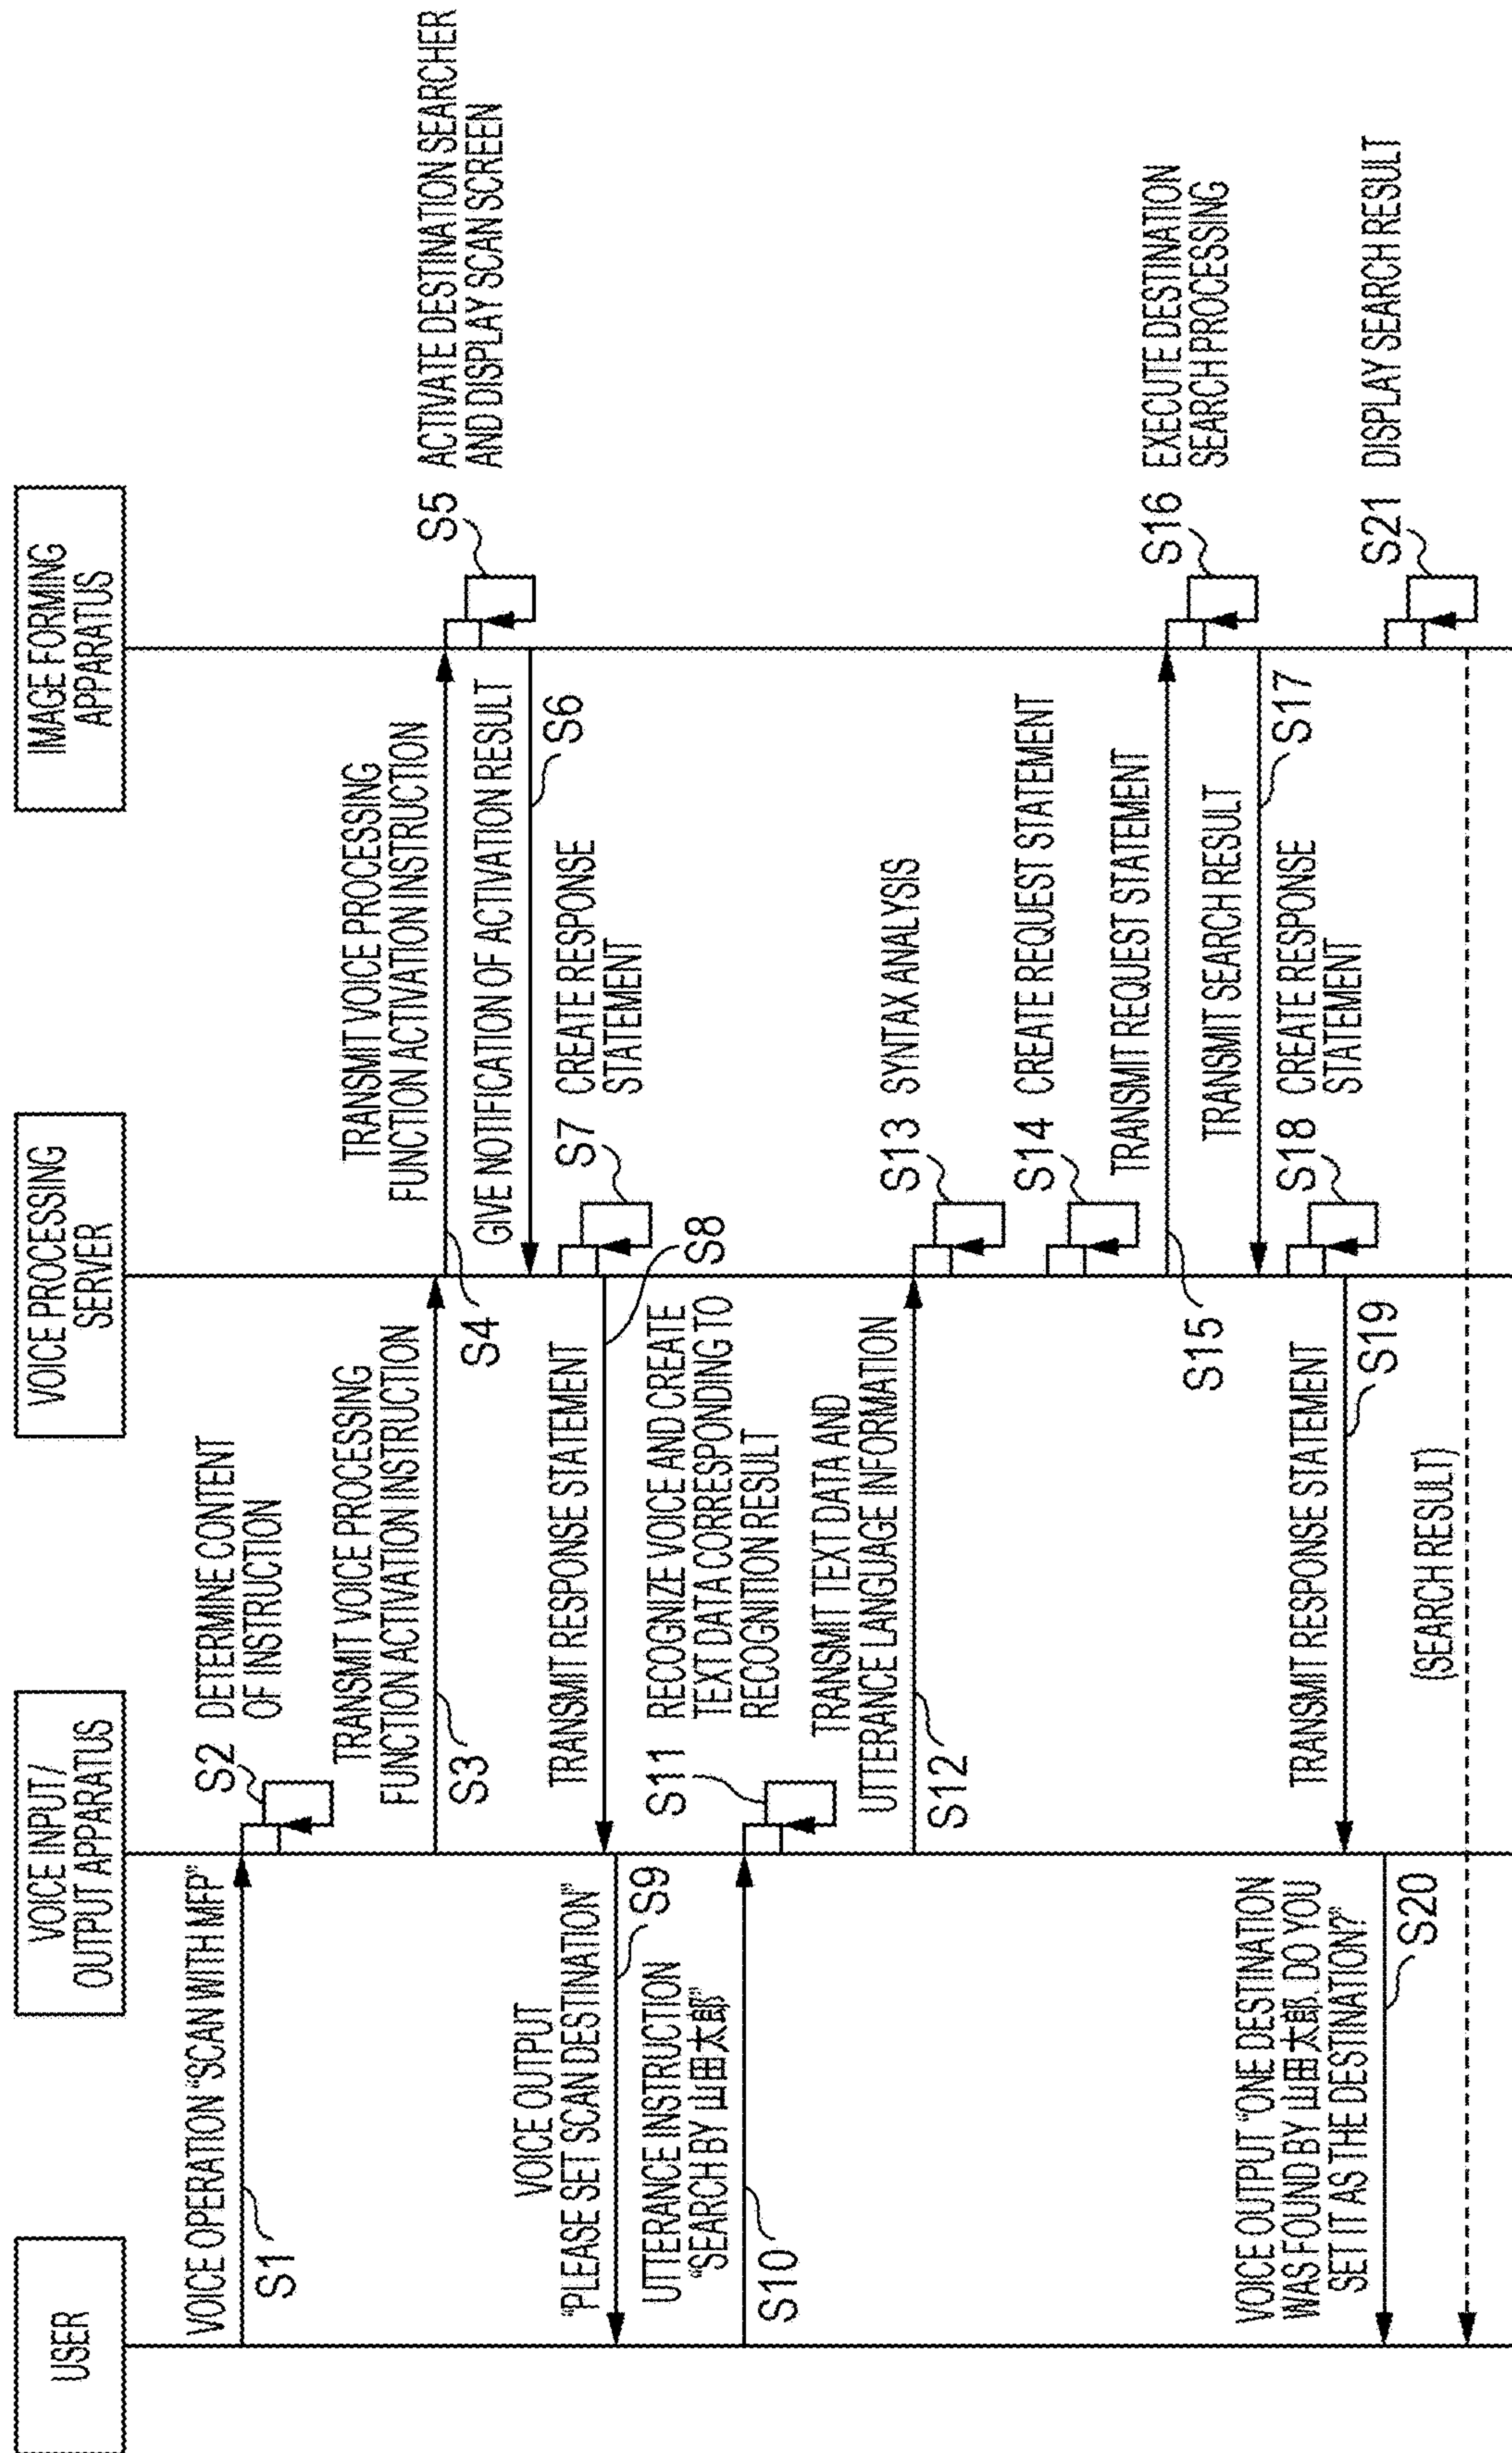 USER
VOICE INPUT/
OUTPUT APPARATUS
VOICE PROCESSING
SERVER
IMAGE FORMING
APPARATUS
VOICE OPERATION “SCAN WITH MFP”
S1
S2
DETERMINE CONTENT
OF INSTRUCTION
TRANSMIT VOICE PROCESSING
FUNCTION ACTIVATION INSTRUCTION
S3
TRANSMIT VOICE PROCESSING
FUNCTION ACTIVATION INSTRUCTION
S4
S5
ACTIVATE DESTINATION SEARCHER
AND DISPLAY SCAN SCREEN
GIVE NOTIFICATION OF ACTIVATION RESULT
S6
S7
CREATE RESPONSE
STATEMENT
TRANSMIT RESPONSE STATEMENT
S8
VOICE OUTPUT
“PLEASE SET SCAN DESTINATION”
S9
UTTERANCE INSTRUCTION
“SEARCH BY 山田太郎”
S10
S11
RECOGNIZE VOICE AND CREATE
TEXT DATA CORRESPONDING TO
RECOGNITION RESULT
TRANSMIT TEXT DATA AND
UTTERANCE LANGUAGE INFORMATION
S12
S13
SYNTAX ANALYSIS
S14
CREATE REQUEST STATEMENT
TRANSMIT REQUEST STATEMENT
S15
S16
EXECUTE DESTINATION
SEARCH PROCESSING
TRANSMIT SEARCH RESULT
S17
S18
CREATE RESPONSE
STATEMENT
TRANSMIT RESPONSE STATEMENT
S19
VOICE OUTPUT “ONE DESTINATION
WAS FOUND BY 山田太郎. DO YOU
SET IT AS THE DESTINATION?”
S20
S21
DISPLAY SEARCH RESULT
(SEARCH RESULT)